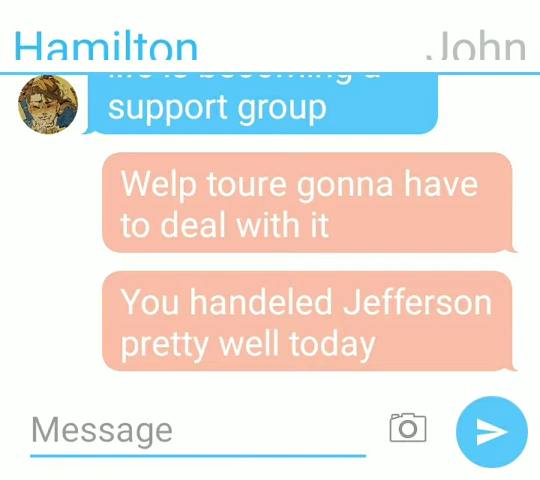 Hamilton
John
support group
Welp toure gonna have
to deal with it
You handeled Jefferson
pretty well today
Message